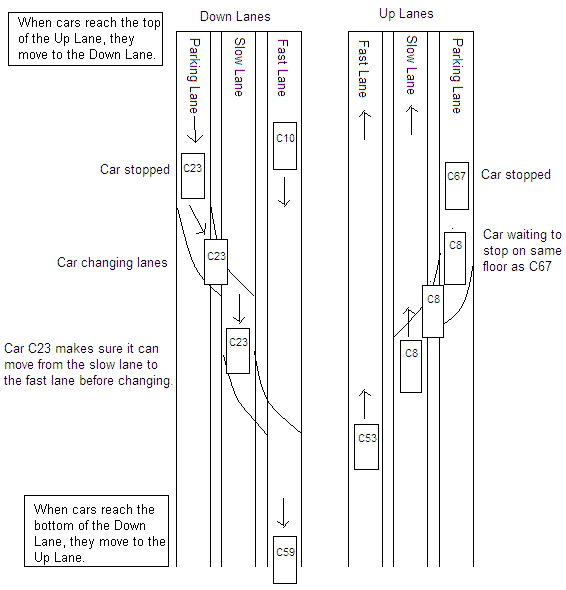 When cars reach the top
of the Up Lane, they
move to the Down Lane.
Down Lanes
Up Lanes
Parking Lane
Slow Lane
Fast Lane
Fast Lane
Slow Lane
Parking Lane
C10
Car stopped
C23
C67
Car stopped
Car changing lanes
C23
C8
Car waiting to
stop on same
floor as C67
C8
Car C23 makes sure it can
move from the slow lane to
the fast lane before changing.
C23
C8
C53
When cars reach the
bottom of the Down
Lane, they move to the
Up Lane.
C59